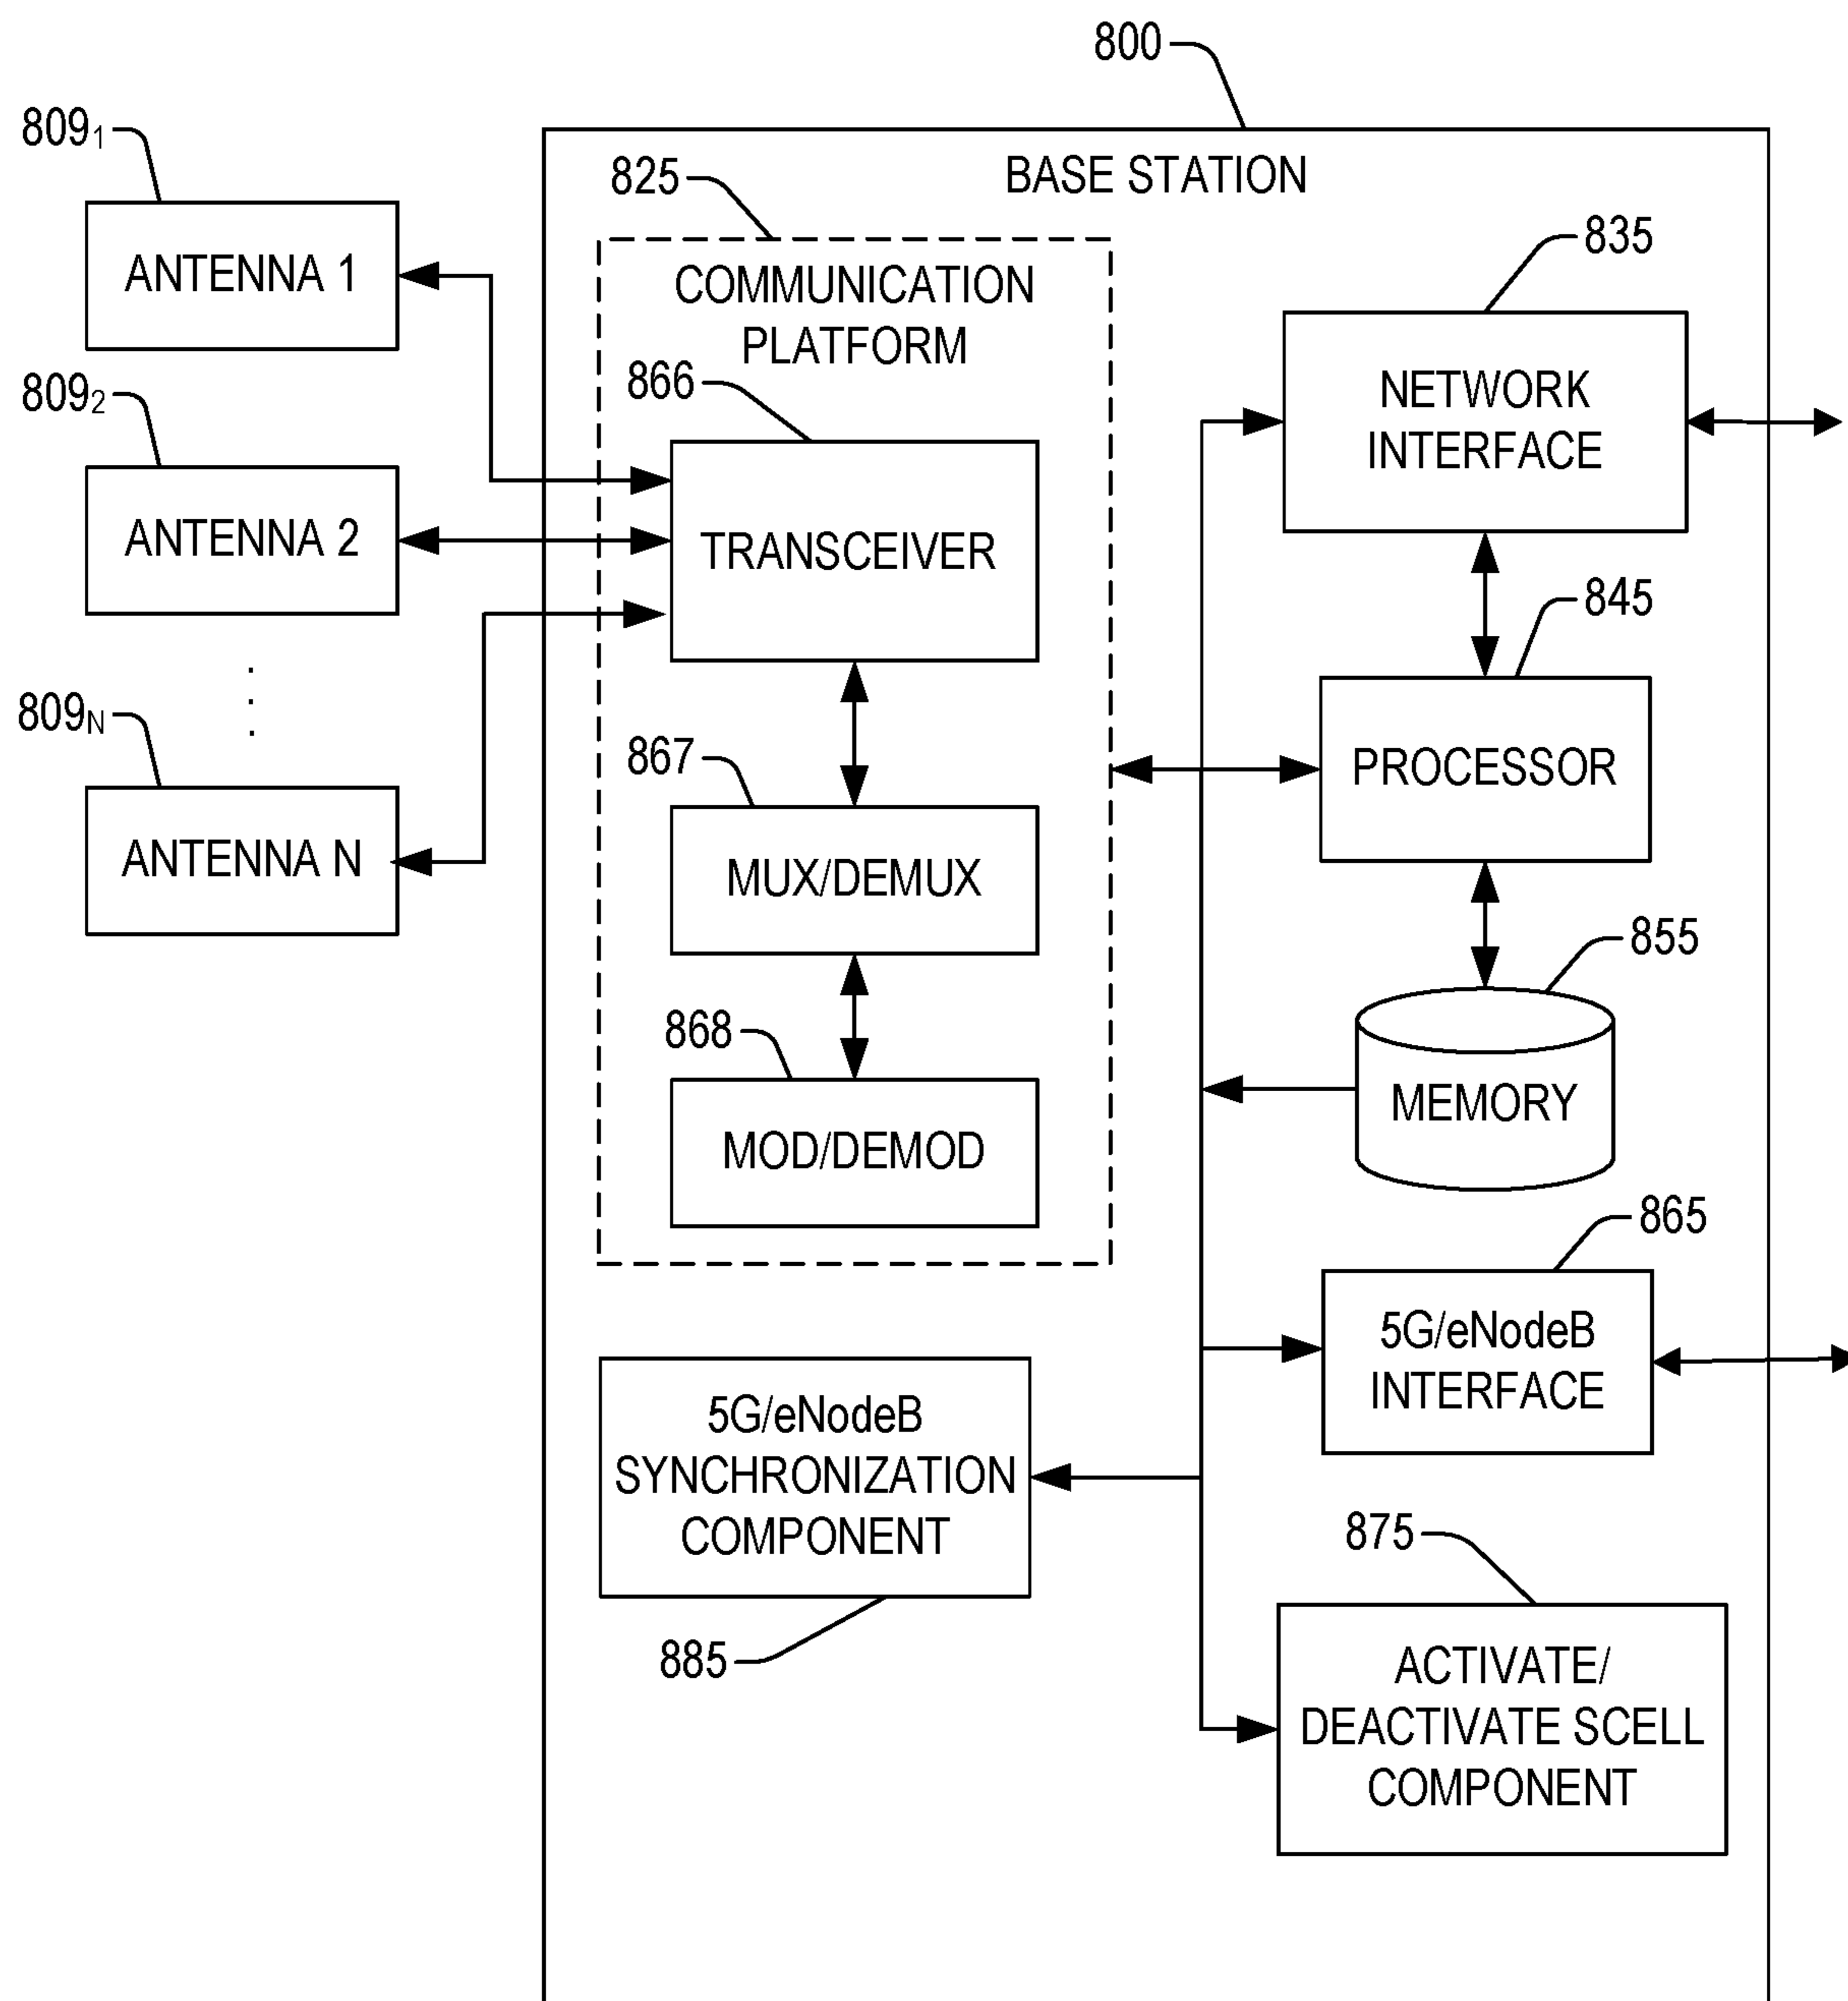 800
809₁
825
BASE STATION
835
ANTENNA 1
COMMUNICATION
PLATFORM
866
809₂
NETWORK
INTERFACE
ANTENNA 2
TRANSCEIVER
845
809ₙ
867
PROCESSOR
ANTENNA N
MUX/DEMUX
855
868
MEMORY
MOD/DEMOD
865
5G/eNodeB
INTERFACE
5G/eNodeB
SYNCHRONIZATION
COMPONENT
875
885
ACTIVATE/
DEACTIVATE SCELL
COMPONENT